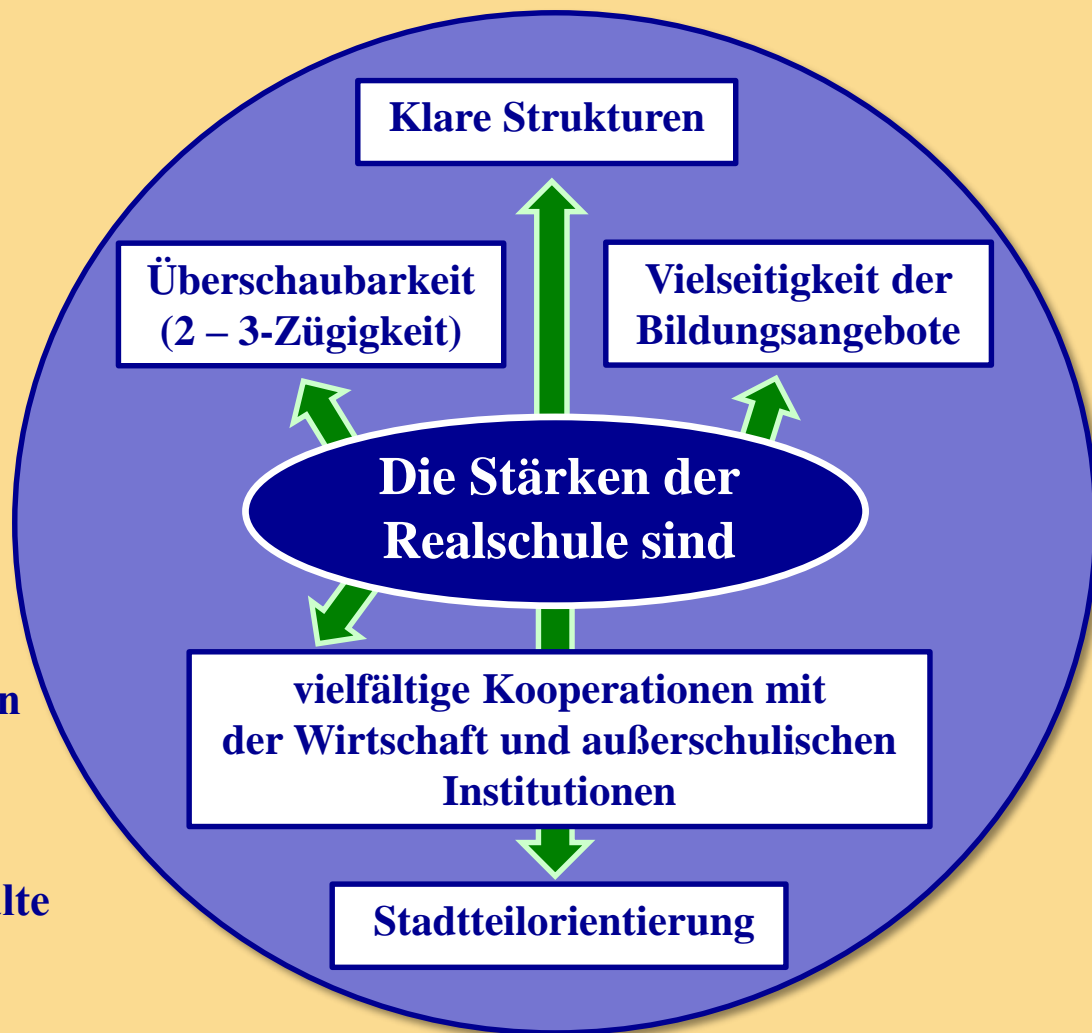 Klare Strukturen
Überschaubarkeit
(2 – 3-Zügigkeit)
Vielseitigkeit der
Bildungsangebote
Die Stärken der
Realschule sind
vielfältige Kooperationen mit
der Wirtschaft und außerschulischen
Institutionen
Stadtteilorientierung